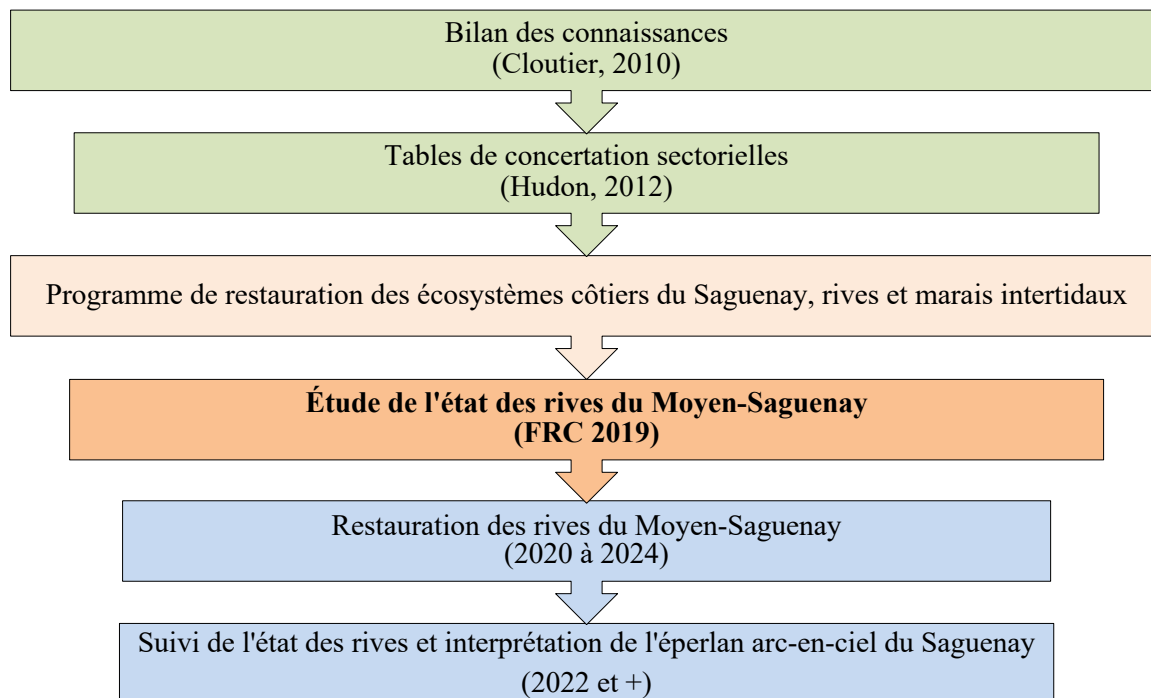 Bilan des connaissances
(Cloutier, 2010)
Tables de concertation sectorielles
(Hudon, 2012)
Programme de restauration des écosystèmes côtiers du Saguenay, rives et marais intertidaux
Étude de l'état des rives du Moyen-Saguenay
(FRC 2019)
Restauration des rives du Moyen-Saguenay
(2020 à 2024)
Suivi de l'état des rives et interprétation de l'éperlan arc-en-ciel du Saguenay
(2022 et +)